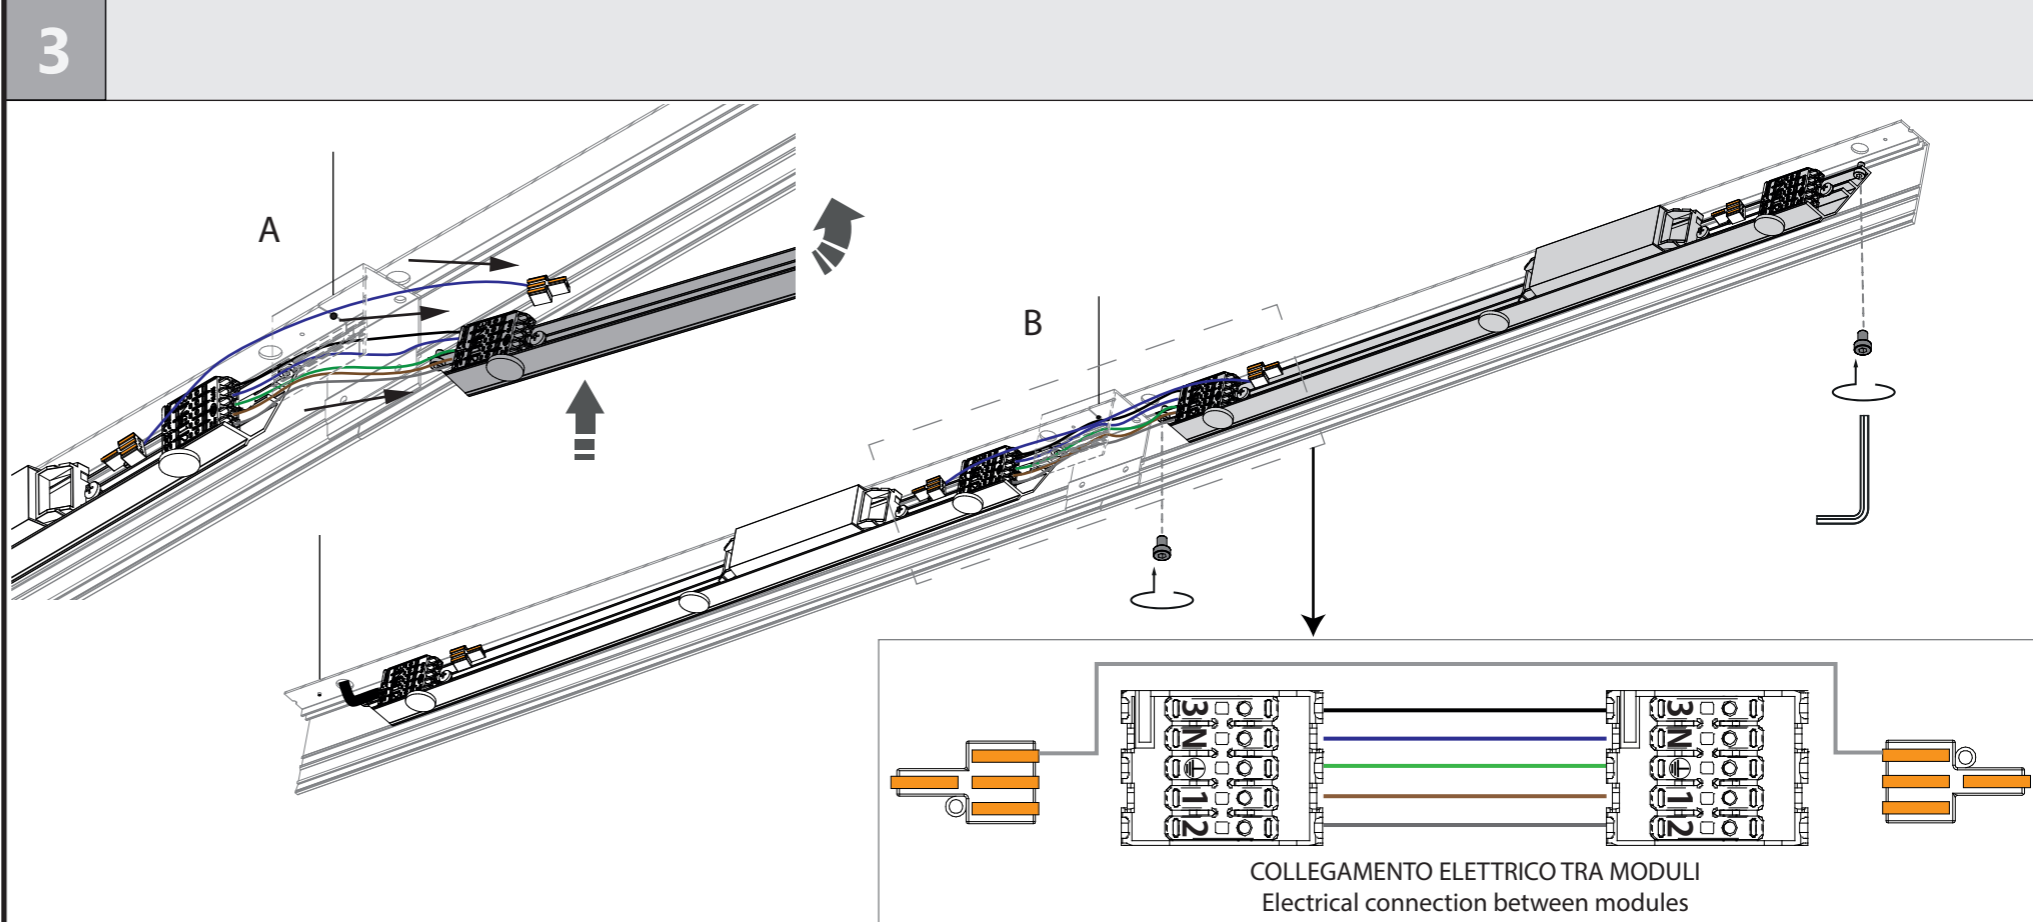 3
A
B
3 3
N N
1 1
2 2
COLLEGAMENTO ELETTRICO TRA MODULI
Electrical connection between modules